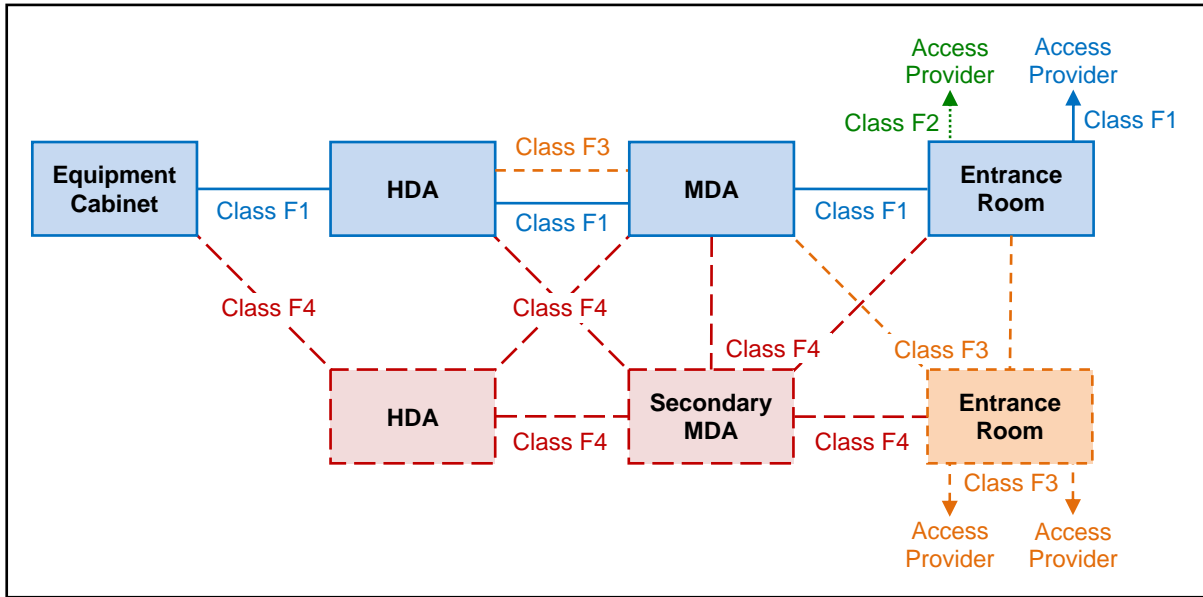 Access
Provider
Access
Provider
Class F2
Class F1
Class F3
Equipment
Cabinet
HDA
MDA
Entrance
Room
Class F1
Class F1
Class F1
Class F4
Class F4
Class F4
Class F3
HDA
Secondary
MDA
Entrance
Room
Class F4
Class F4
Class F3
Access
Provider
Access
Provider